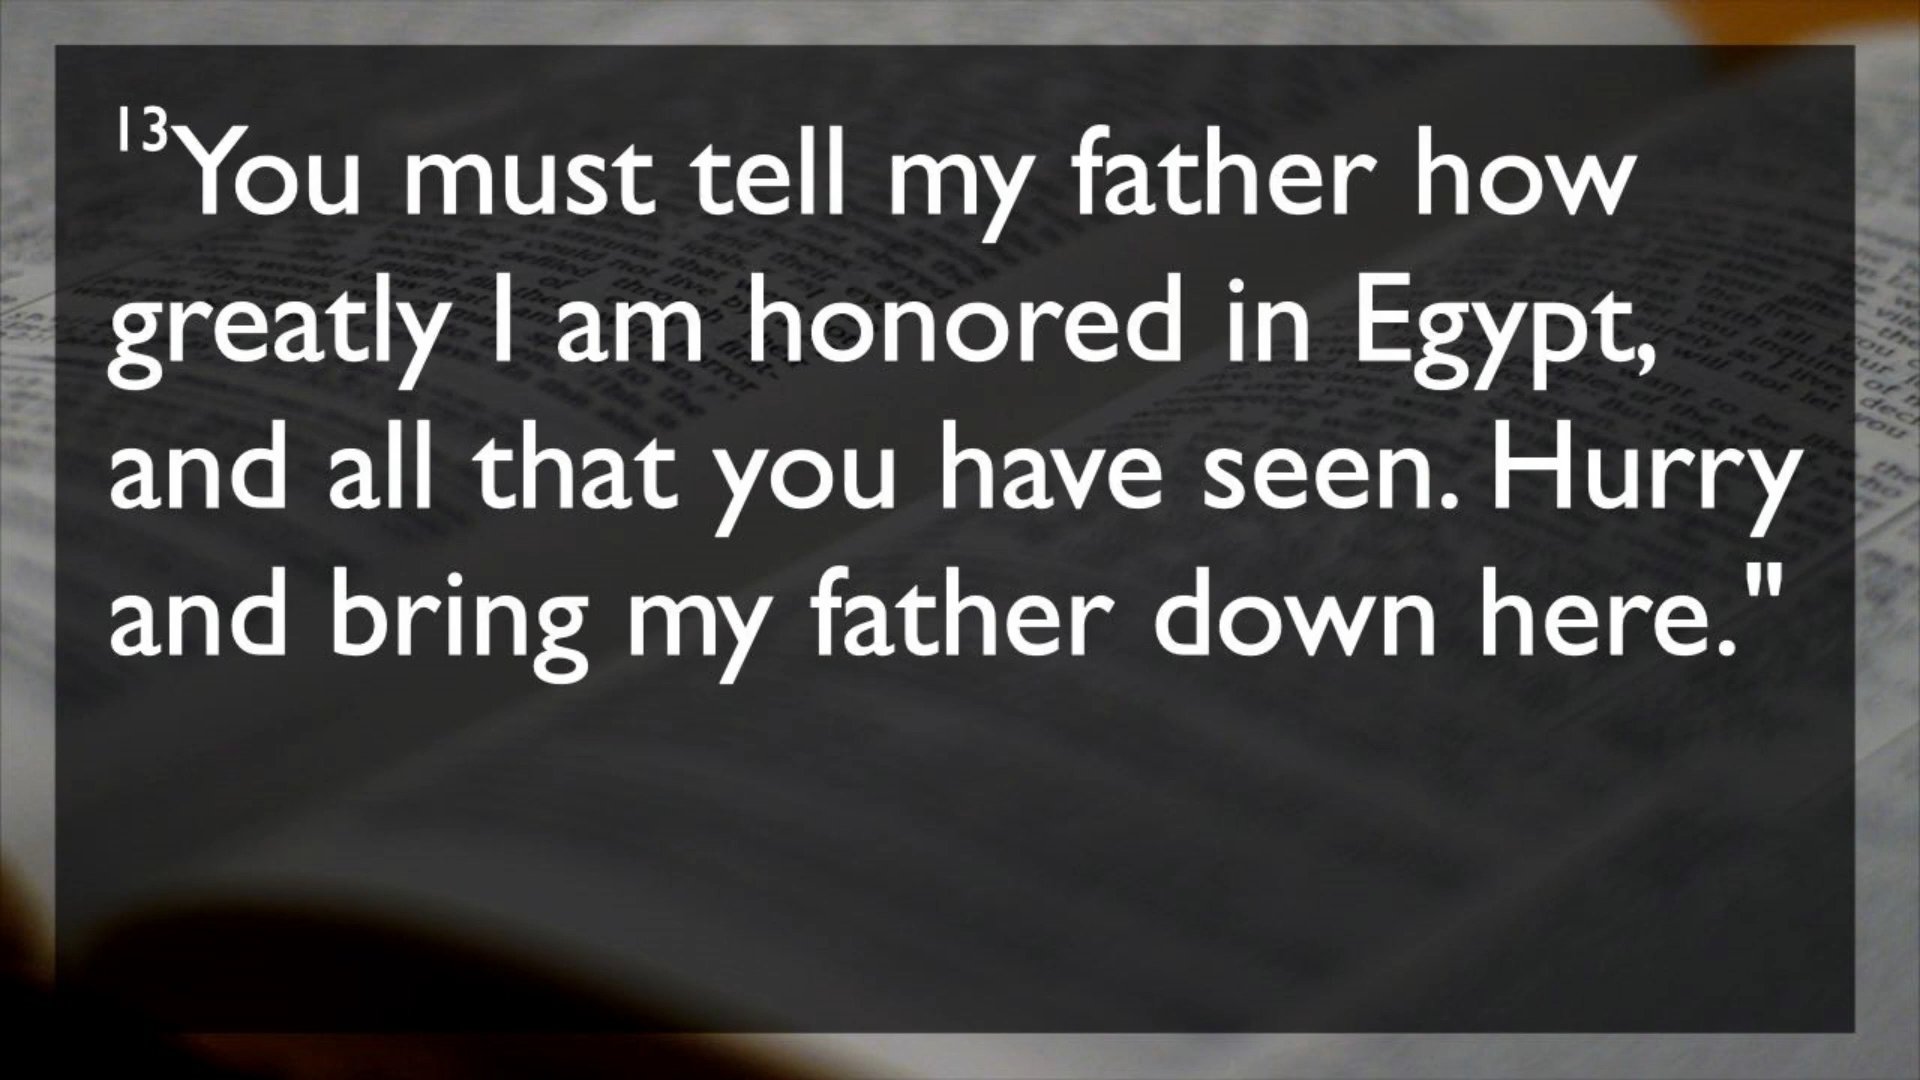 13You must tell my father how
greatly I am honored in Egypt,
and all that you have seen. Hurry
and bring my father down here."